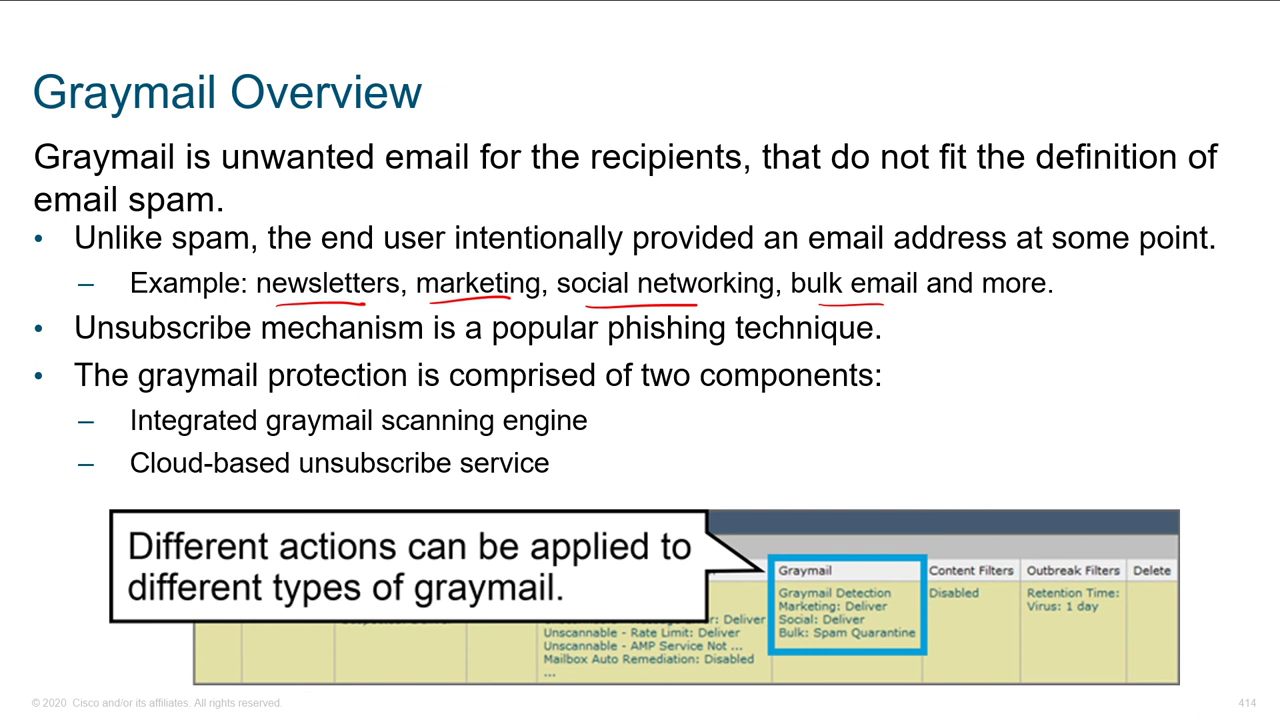 Graymail Overview
Graymail is unwanted email for the recipients, that do not fit the definition of
email spam.
• Unlike spam, the end user intentionally provided an email address at some point.
– Example: newsletters, marketing, social networking, bulk email and more.
• Unsubscribe mechanism is a popular phishing technique.
• The graymail protection is comprised of two components:
– Integrated graymail scanning engine
– Cloud-based unsubscribe service
Different actions can be applied to
different types of graymail.
Graymail Content Filters Outbreak Filters Delete
Graymail Detection Disabled Retention Time:
Marketing: Deliver Virus: 1 day
Social: Deliver
Bulk: Spam Quarantine
: Deliver
Unscannable - Rate Limit: Deliver
Unscannable - AMP Service Not ...
Mailbox Auto Remediation: Disabled
...
© 2020 Cisco and/or its affiliates. All rights reserved.
414